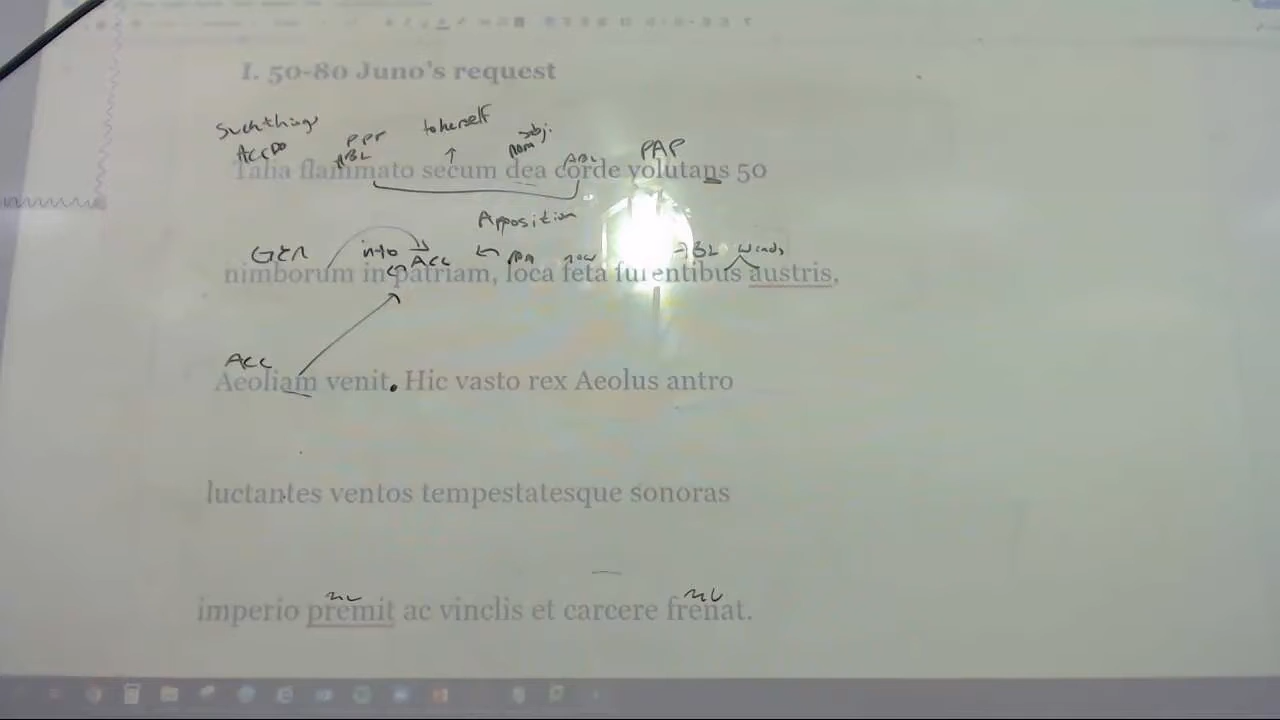 I. 50-80 Juno's request
Such things to herself subj.
ACC DO PPP ABL nom ABL PAP
Talia flammato secum dea corde volutans 50
Apposition
GEN into ACC ABL winds
nimborum in patriam, loca feta furentibus austris,
ACC
Aeoliam venit. Hic vasto rex Aeolus antro
luctantes ventos tempestatesque sonoras
imperio premit ac vinclis et carcere frenat.